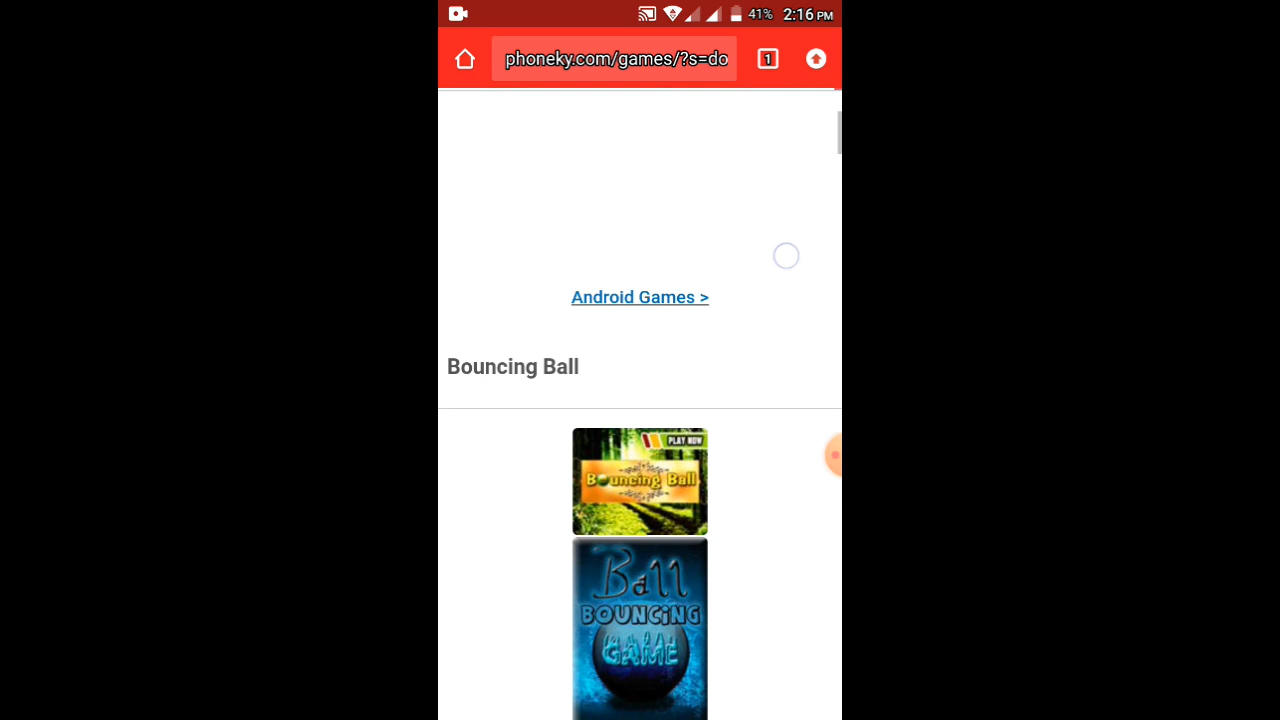 41% 2:16 PM
phoneky.com/games/?s=do
1
Android Games >
Bouncing Ball
PLAY NOW
Bouncing Ball
Ball
BOUNCING
GAME